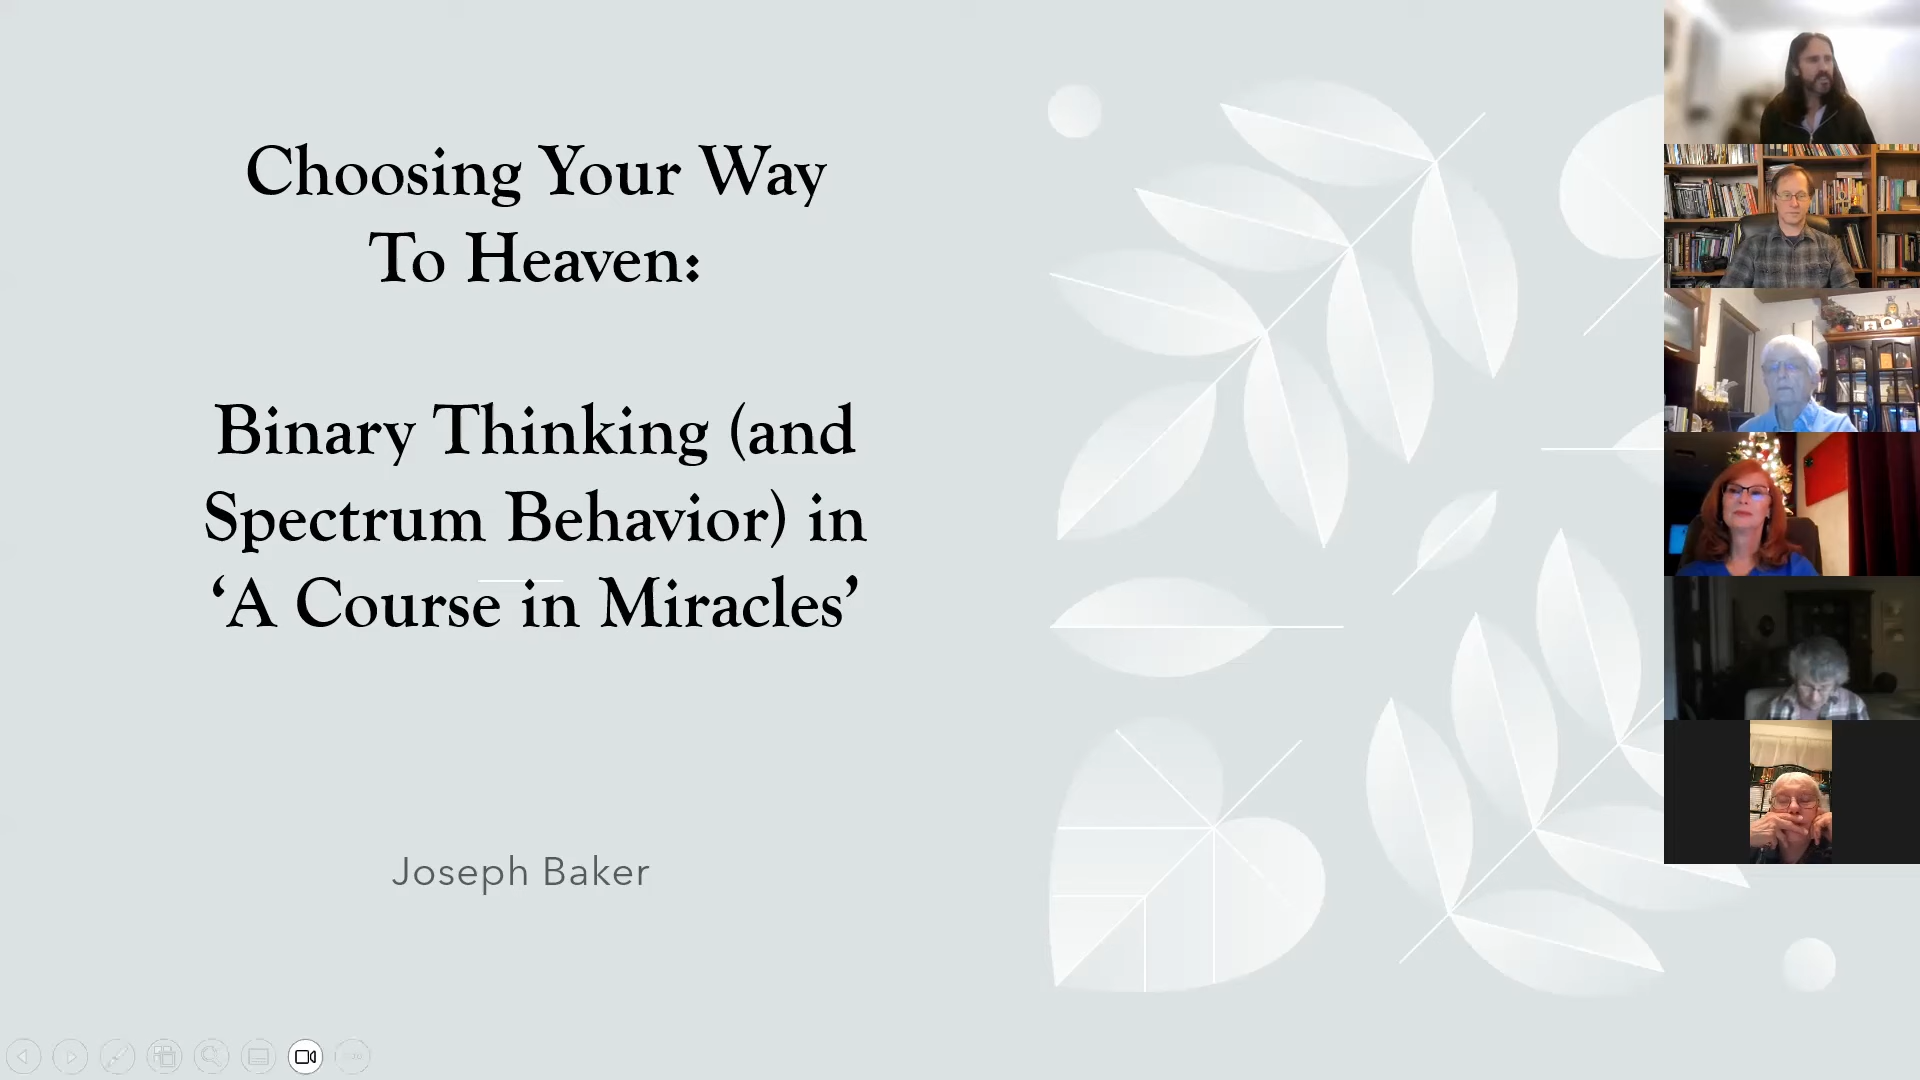 Choosing Your Way
To Heaven:
Binary Thinking (and
Spectrum Behavior) in
‘A Course in Miracles’
Joseph Baker